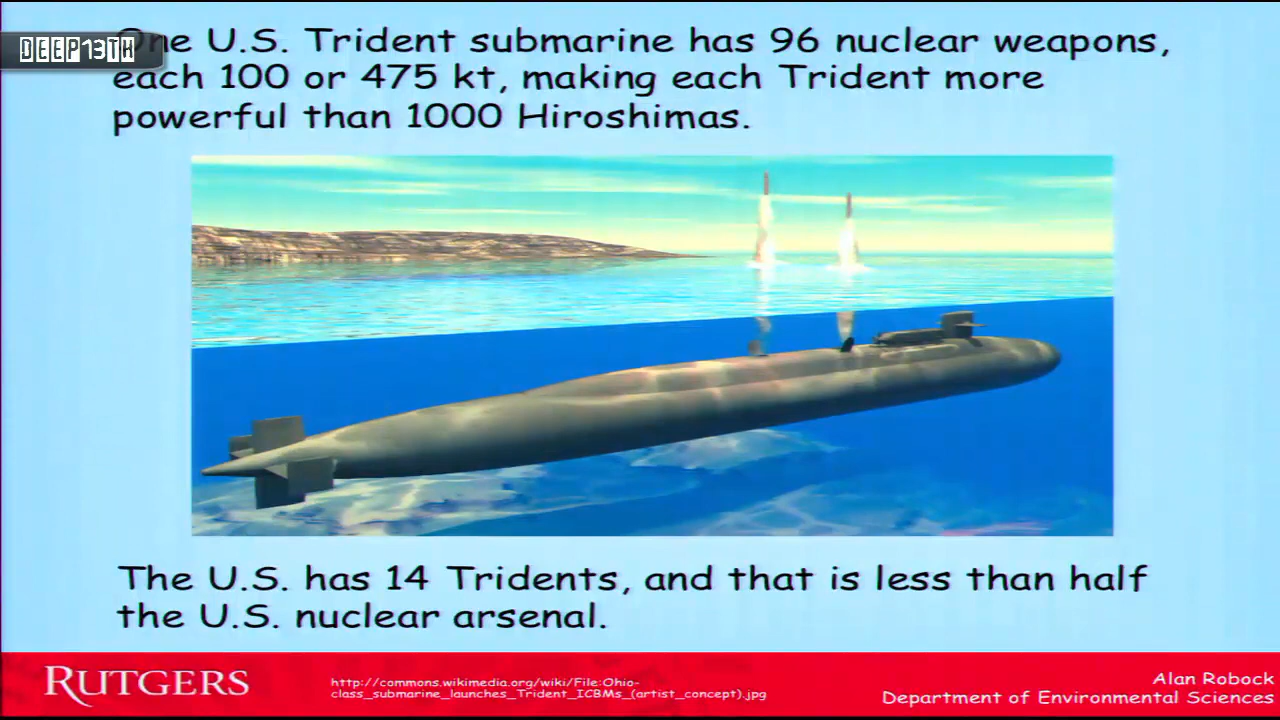 DEEP13TH
One U.S. Trident submarine has 96 nuclear weapons,
each 100 or 475 kt, making each Trident more
powerful than 1000 Hiroshimas.
The U.S. has 14 Tridents, and that is less than half
the U.S. nuclear arsenal.
RUTGERS
http://commons.wikimedia.org/wiki/File:Ohio-
class_submarine_launches_Trident_ICBMs_(artist_concept).jpg
Alan Robock
Department of Environmental Sciences